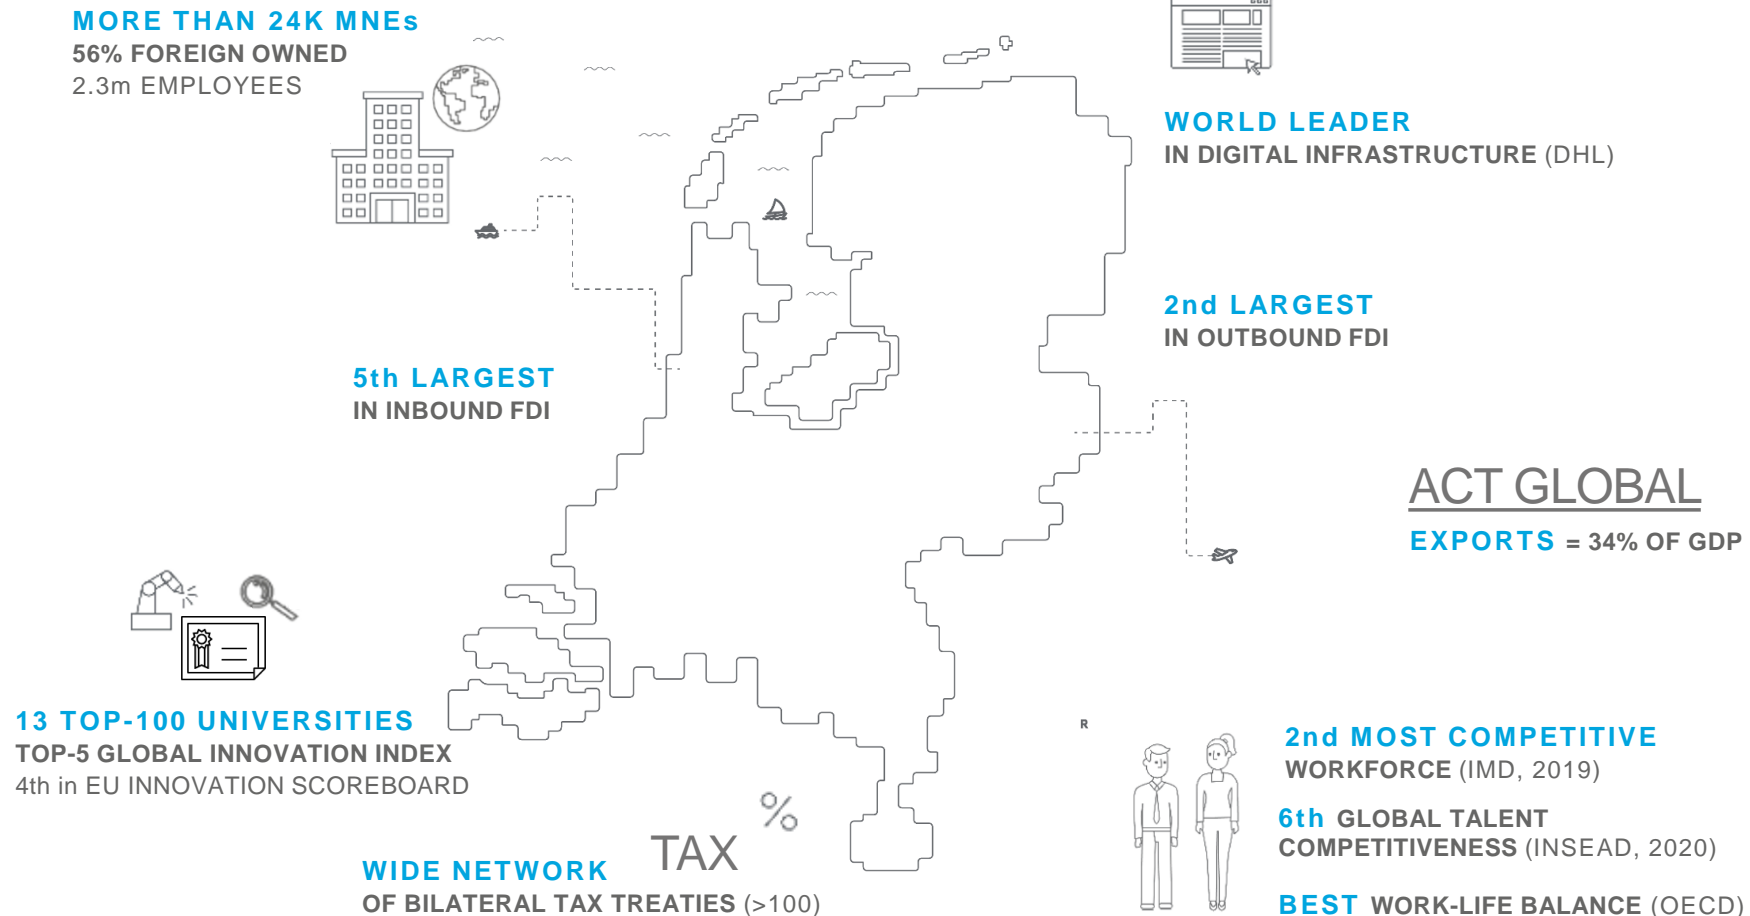 MORE THAN 24K MNEs
56% FOREIGN OWNED
2.3m EMPLOYEES
WORLD LEADER
IN DIGITAL INFRASTRUCTURE (DHL)
2nd LARGEST
IN OUTBOUND FDI
5th LARGEST
IN INBOUND FDI
ACT GLOBAL
EXPORTS = 34% OF GDP
13 TOP-100 UNIVERSITIES
TOP-5 GLOBAL INNOVATION INDEX
4th in EU INNOVATION SCOREBOARD
R
2nd MOST COMPETITIVE
WORKFORCE (IMD, 2019)
6th GLOBAL TALENT
COMPETITIVENESS (INSEAD, 2020)
BEST WORK-LIFE BALANCE (OECD)
TAX %
WIDE NETWORK
OF BILATERAL TAX TREATIES (>100)